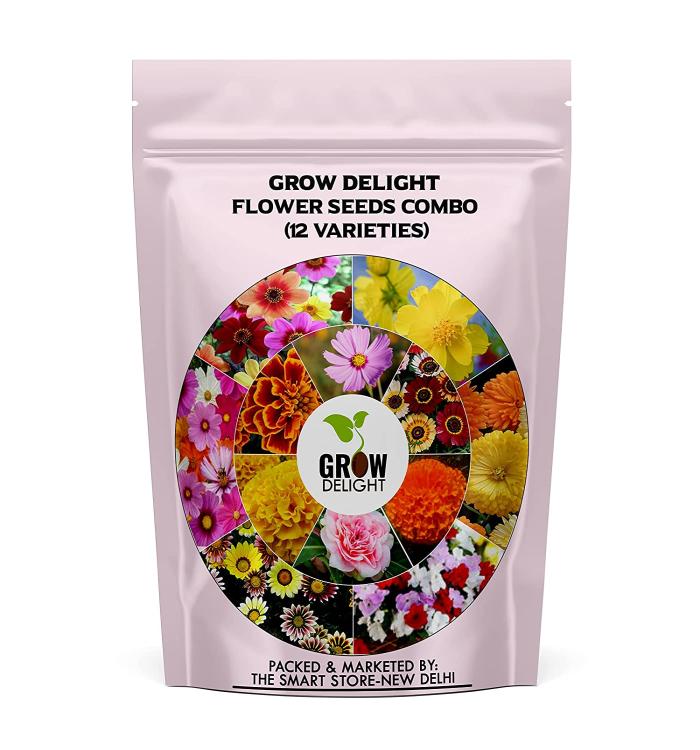 GROW DELIGHT
FLOWER SEEDS COMBO
(12 VARIETIES)
GROW
DELIGHT
PACKED & MARKETED BY:
THE SMART STORE-NEW DELHI